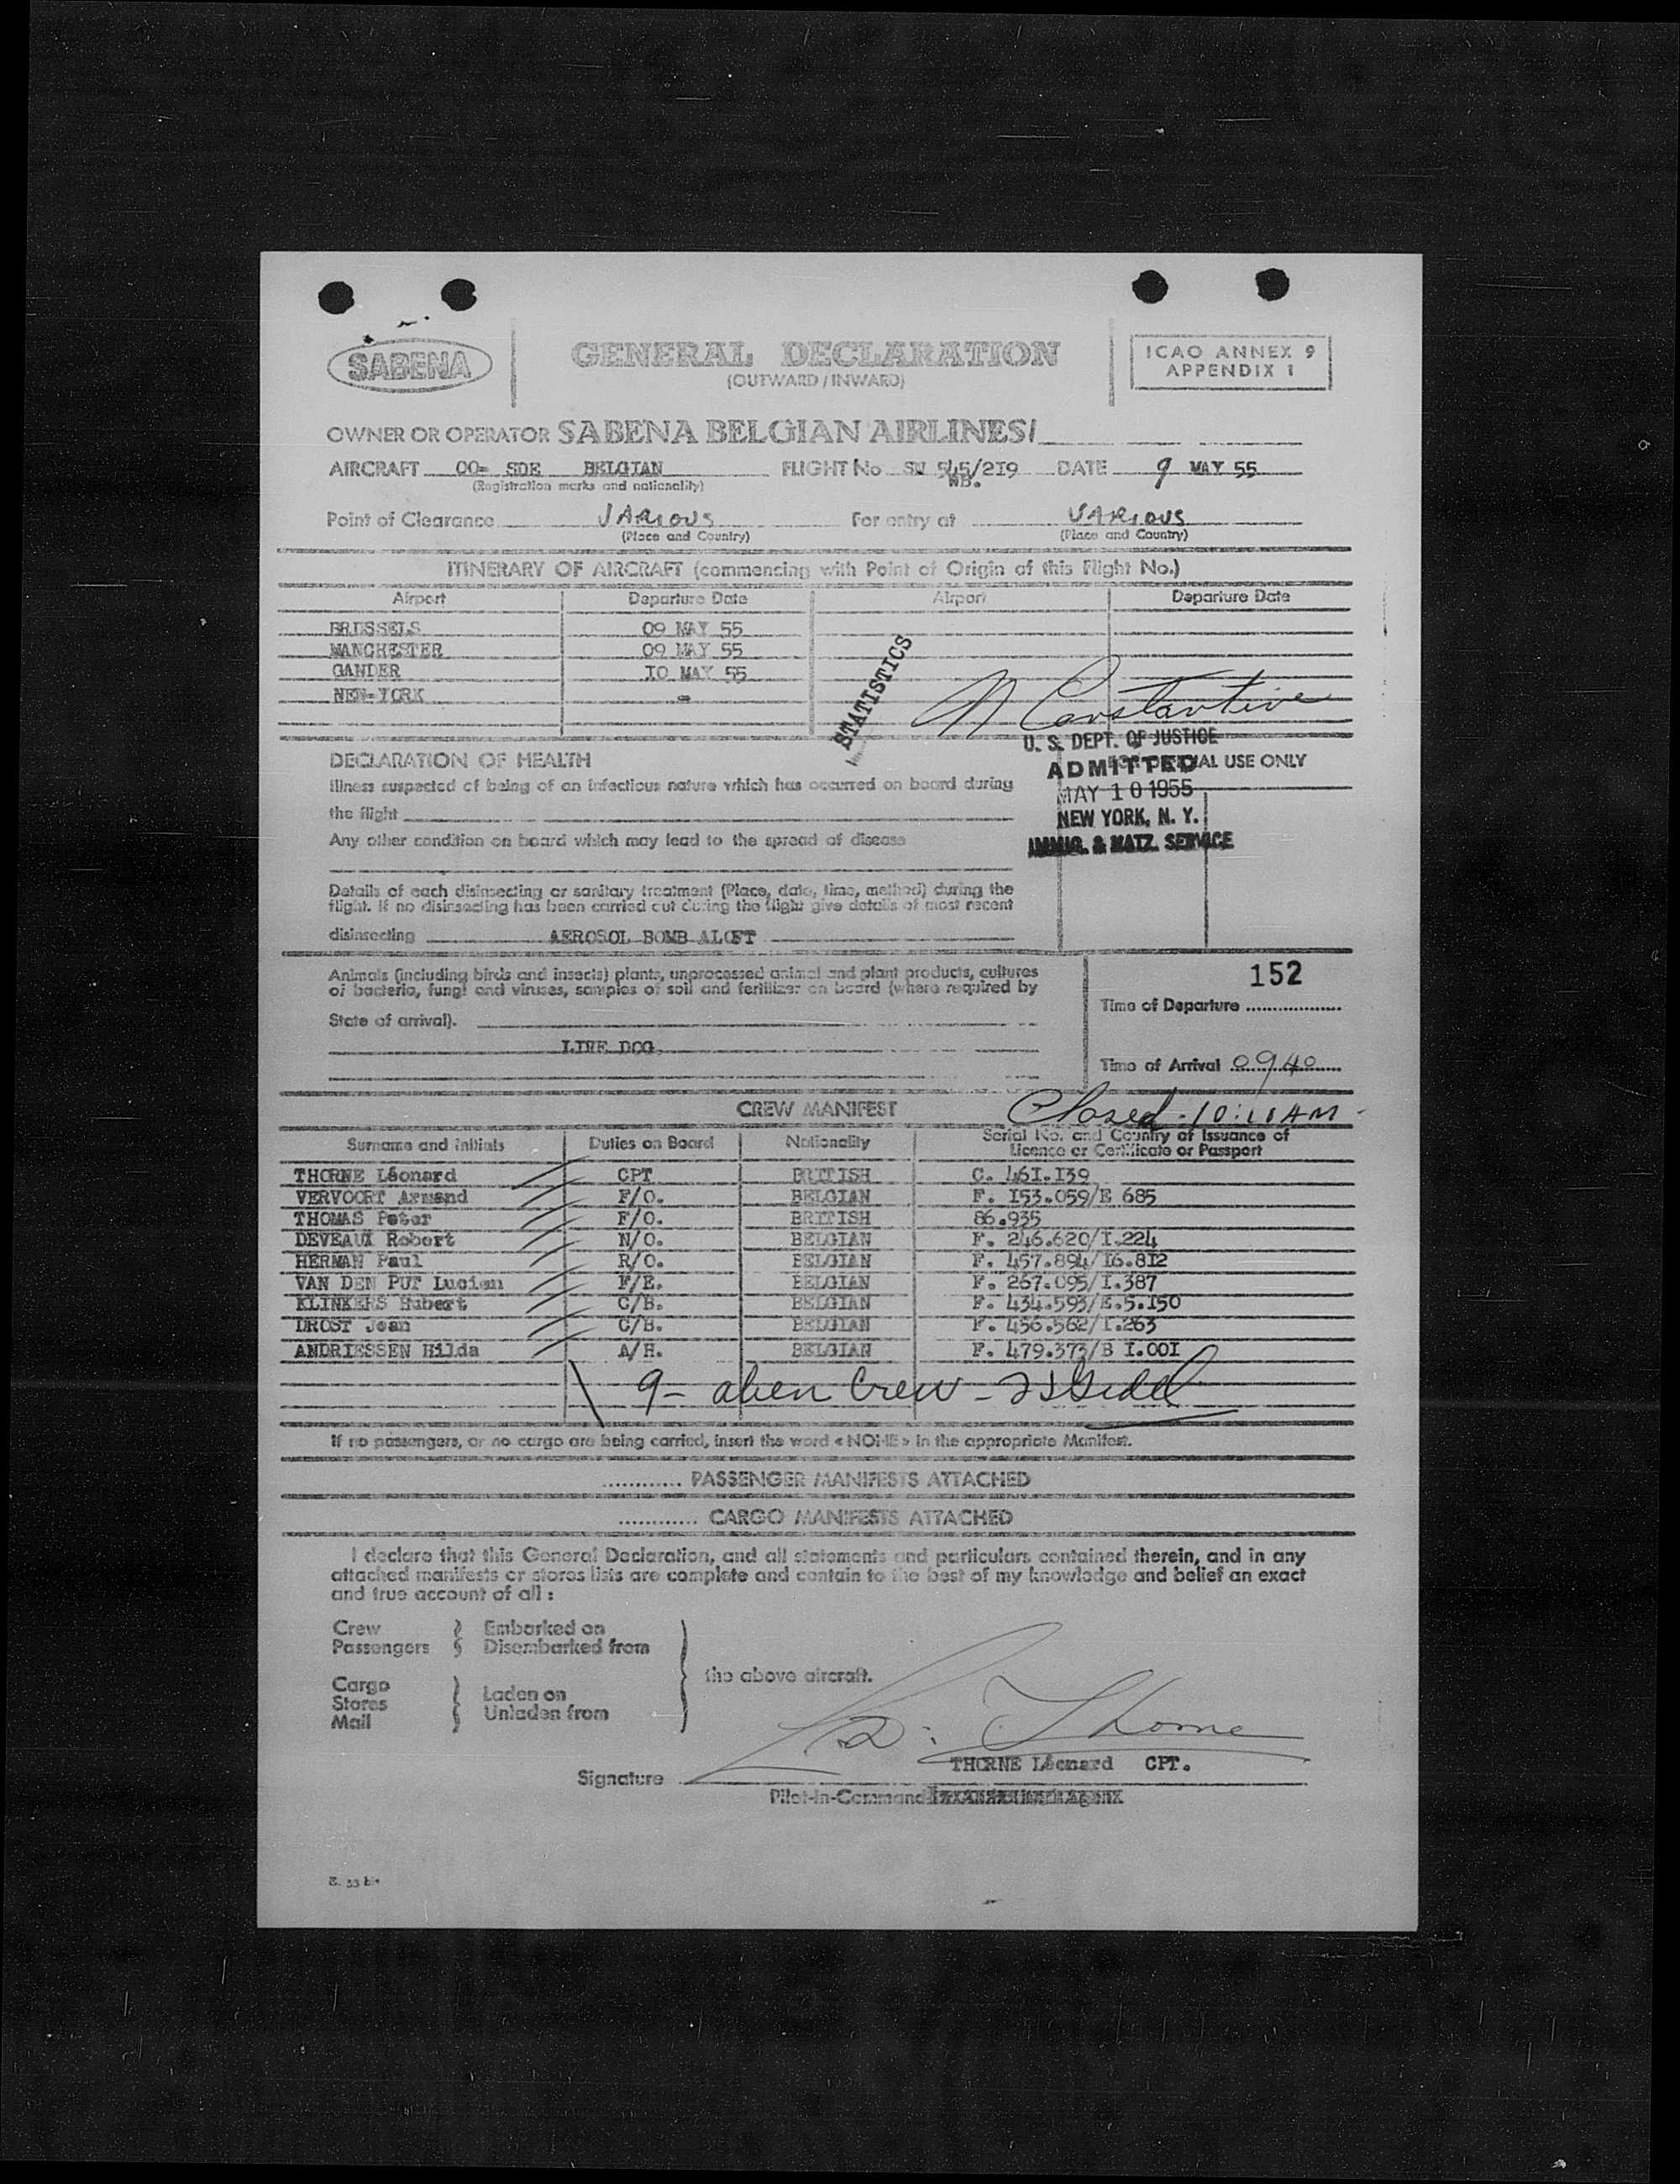 SABENA
GENERAL DECLARATION
(OUTWARD / INWARD)
ICAO ANNEX 9
APPENDIX 1
OWNER OR OPERATOR SABENA BELGIAN AIRLINES/
AIRCRAFT OO= SDE BELGIAN FLIGHT No SN 545/2I9 DATE 9 MAY 55
(Registration marks and nationality) WB.
Point of Clearance VARIOUS For entry at VARIOUS
(Place and Country) (Place and Country)
ITINERARY OF AIRCRAFT (commencing with Point of Origin of this Flight No.)
Airport Departure Date Airport Departure Date
BRUSSELS 09 MAY 55
MANCHESTER 09 MAY 55
GANDER IO MAY 55
NEW-YORK -
STATISTICS
N Constantine
U. S. DEPT. OF JUSTICE
ADMITTED USE ONLY
MAY 10 1955
NEW YORK, N. Y.
IMMIG. & NATZ. SERVICE
DECLARATION OF HEALTH
Illness suspected of being of an infectious nature which has occurred on board during
the flight
Any other condition on board which may lead to the spread of disease
Details of each disinsecting or sanitary treatment (Place, date, time, method) during the
flight. If no disinsecting has been carried out during the flight give details of most recent
disinsecting AEROSOL BOMB ALOFT
Animals (including birds and insects) plants, unprocessed animal and plant products, cultures
of bacteria, fungi and viruses, samples of soil and fertilizer on board (where required by
State of arrival).
LIVE DOG
152
Time of Departure
Time of Arrival 0940
CREW MANIFEST Closed - 10:10 AM -
Surname and initials Duties on Board Nationality Serial No. and Country of Issuance of
Licence or Certificate or Passport
THORNE Léonard CPT BRITISH C. 46I.I39
VERVOORT Armand F/O. BELGIAN F. I53.059/E 685
THOMAS Peter F/O. BRITISH 86.935
DEVEAUX Robert N/O. BELGIAN F. 246.620/I.224
HERMAN Paul R/O. BELGIAN F. 457.894/I6.8I2
VAN DEN PUT Lucien F/E. BELGIAN F. 267.095/I.387
KLINKERS Hubert C/B. BELGIAN F. 434.593/E.5.I50
DROST Jean C/B. BELGIAN F. 456.562/I.263
ANDRIESSEN Hilda A/H. BELGIAN F. 479.373/B I.00I
9 - alien Crew -
If no passengers, or no cargo are being carried, insert the word « NONE » in the appropriate Manifest.
............ PASSENGER MANIFESTS ATTACHED
............ CARGO MANIFESTS ATTACHED
I declare that this General Declaration, and all statements and particulars contained therein, and in any
attached manifests or stores lists are complete and contain to the best of my knowledge and belief an exact
and true account of all :
Crew Embarked on
Passengers Disembarked from
the above aircraft.
Cargo
Stores
Mail
Laden on
Unladen from
L. Thorne
THORNE Léonard CPT.
Signature
Pilot-in-Command
E. 53 bis